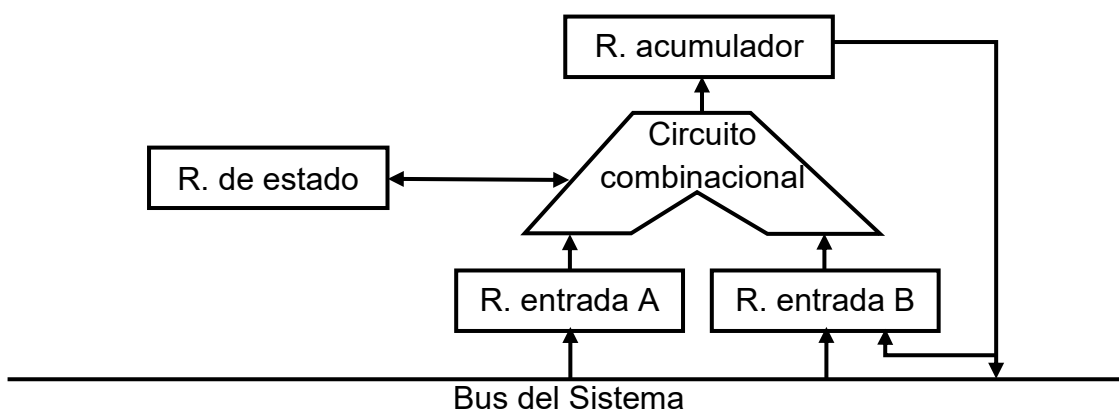 R. acumulador
Circuito
combinacional
R. de estado
R. entrada A
R. entrada B
Bus del Sistema